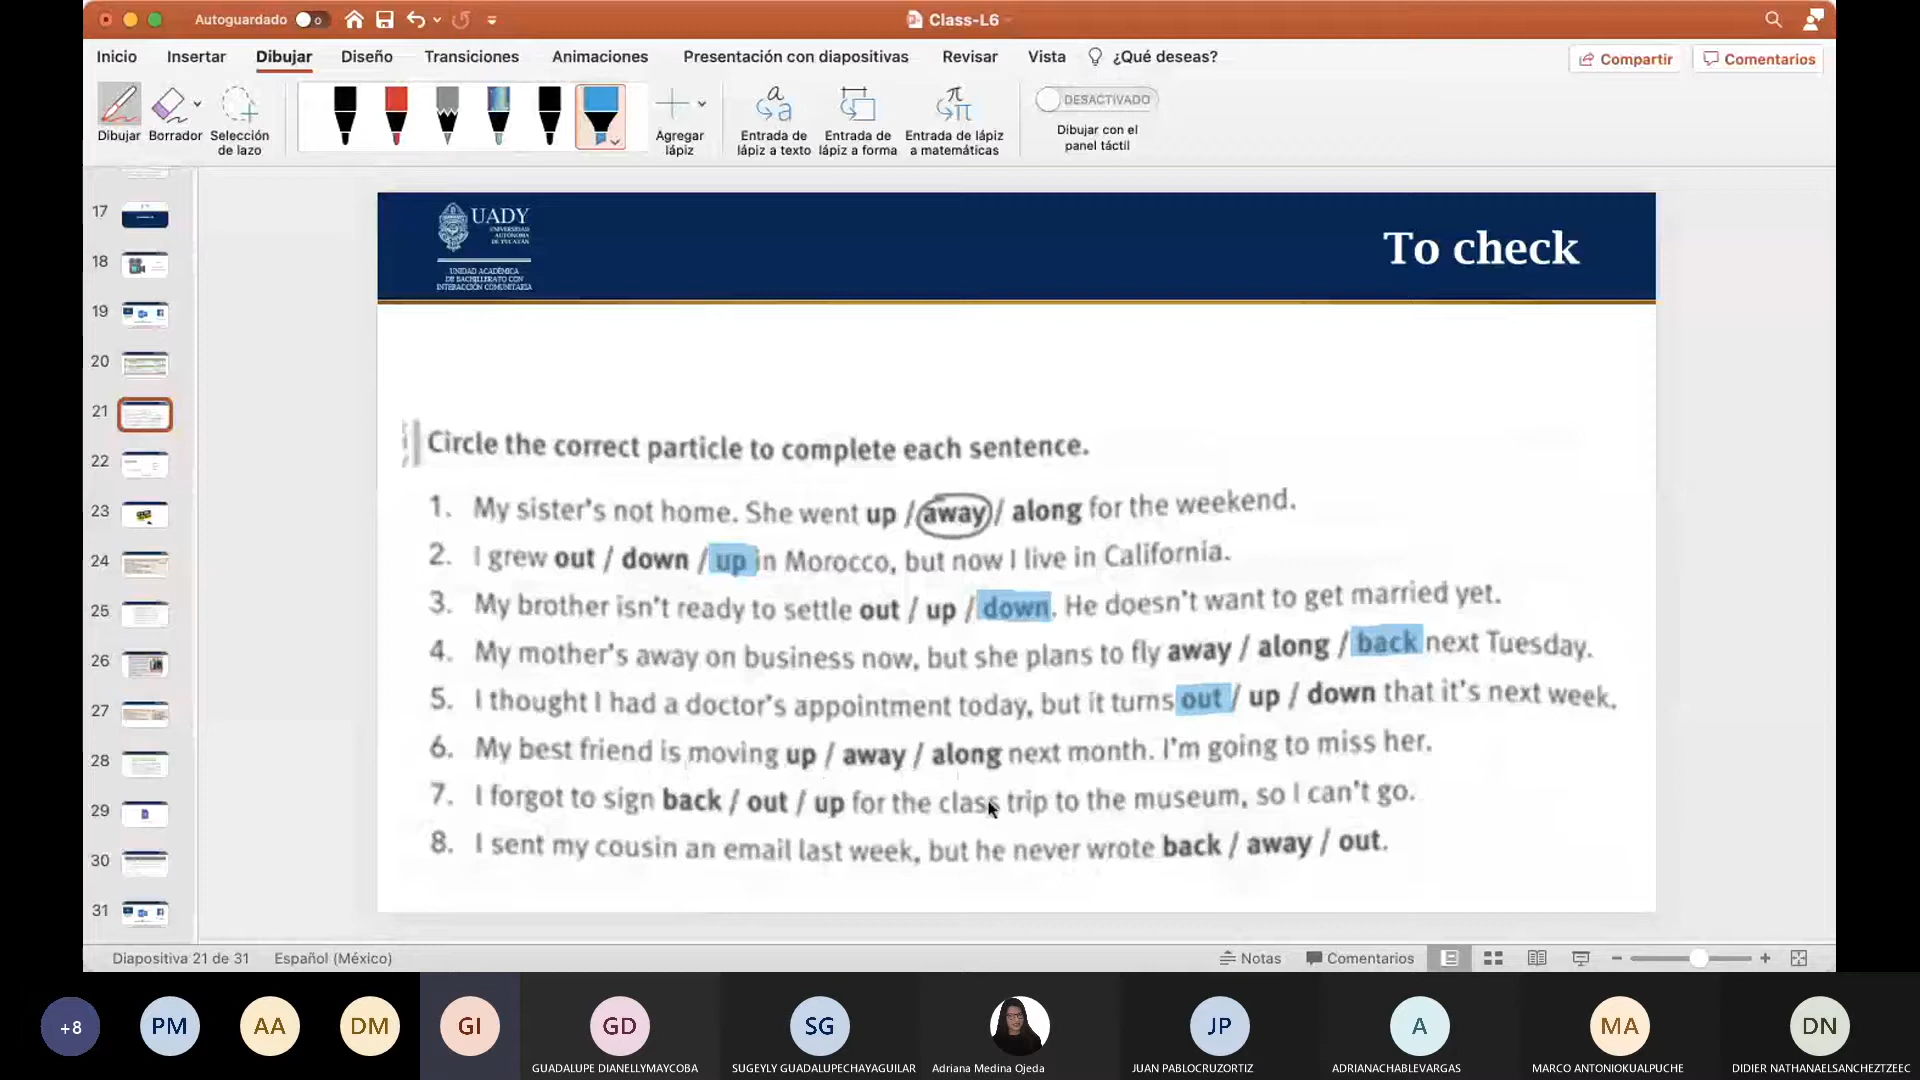 Autoguardado
Class-L6
Inicio Insertar Dibujar Diseño Transiciones Animaciones Presentación con diapositivas Revisar Vista ¿Qué deseas? Compartir Comentarios
Dibujar Borrador Selección de lazo Agregar lápiz Entrada de lápiz a texto Entrada de lápiz a forma Entrada de lápiz a matemáticas
DESACTIVADO
Dibujar con el panel táctil
17
18
19
20
21
22
23
24
25
26
27
28
29
30
31
UADY
UNIVERSIDAD
AUTÓNOMA
DE YUCATÁN
UNIDAD ACADÉMICA
DE BACHILLERATO CON
INTERACCIÓN COMUNITARIA
To check
Circle the correct particle to complete each sentence.
1. My sister's not home. She went up / away / along for the weekend.
2. I grew out / down / up in Morocco, but now I live in California.
3. My brother isn't ready to settle out / up / down. He doesn't want to get married yet.
4. My mother's away on business now, but she plans to fly away / along / back next Tuesday.
5. I thought I had a doctor's appointment today, but it turns out / up / down that it's next week.
6. My best friend is moving up / away / along next month. I'm going to miss her.
7. I forgot to sign back / out / up for the class trip to the museum, so I can't go.
8. I sent my cousin an email last week, but he never wrote back / away / out.
Diapositiva 21 de 31 Español (México) Notas Comentarios
+8 PM AA DM GI GD SG JP A MA DN
GUADALUPE DIANELLYMAYCOBA SUGEYLY GUADALUPECHAYAGUILAR Adriana Medina Ojeda JUAN PABLOCRUZORTIZ ADRIANACHABLEVARGAS MARCO ANTONIOKUALPUCHE DIDIER NATHANAELSANCHEZTZEEC